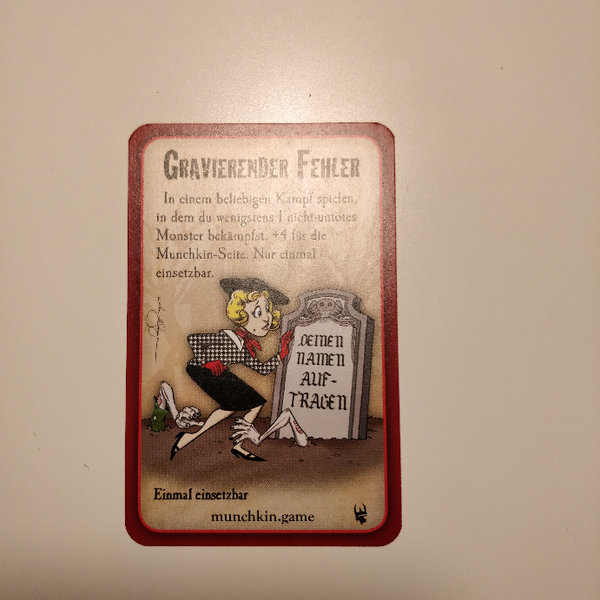 Gravierender Fehler
In einem beliebigen Kampf spielen,
in dem du wenigstens 1 nicht-untotes
Monster bekämpfst. +4 für die
Munchkin-Seite. Nur einmal
einsetzbar.
DEINEN
NAMEN
AUF-
TRAGEN
Einmal einsetzbar
munchkin.game